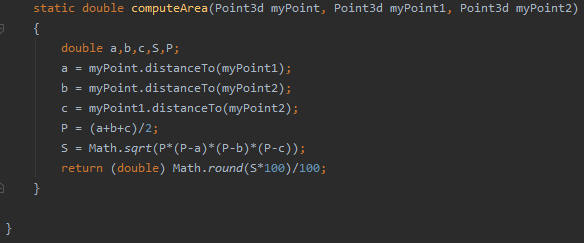 static double computeArea(Point3d myPoint, Point3d myPoint1, Point3d myPoint2)
{
double a,b,c,S,P;
a = myPoint.distanceTo(myPoint1);
b = myPoint.distanceTo(myPoint2);
c = myPoint1.distanceTo(myPoint2);
P = (a+b+c)/2;
S = Math.sqrt(P*(P-a)*(P-b)*(P-c));
return (double) Math.round(S*100)/100;
}
}